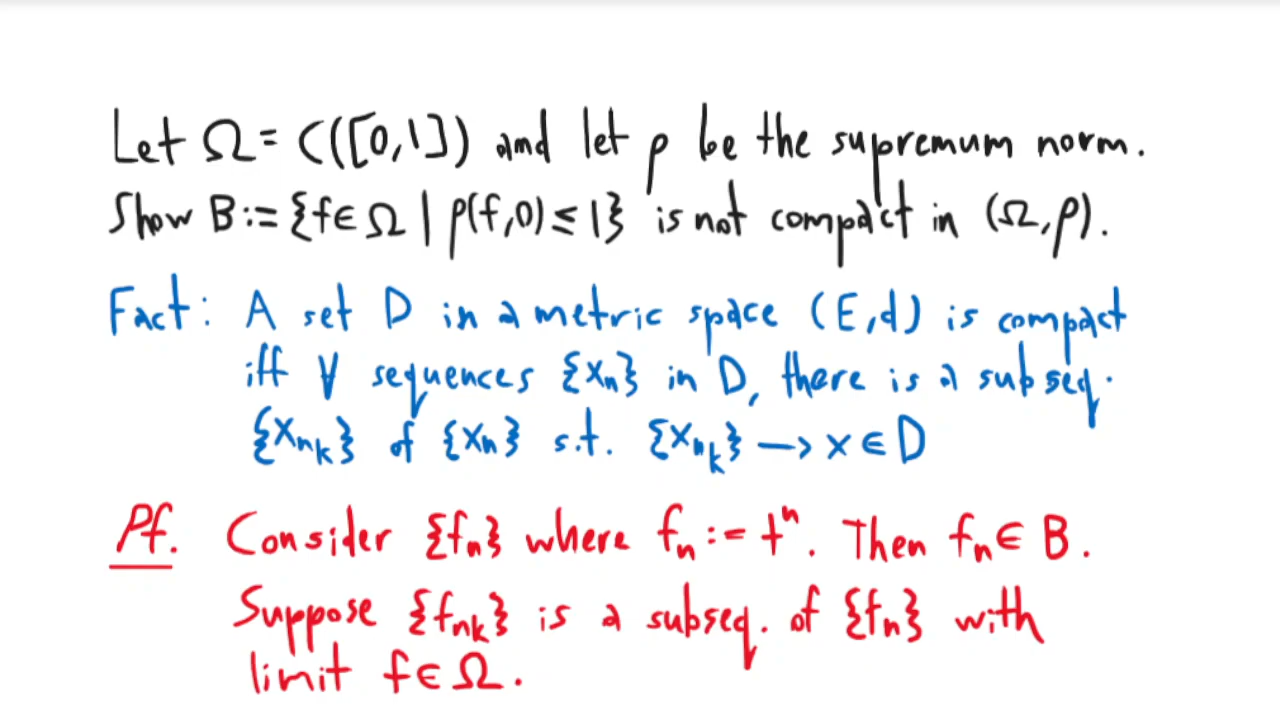 Let Ω = C([0,1]) and let ρ be the supremum norm.
Show B := {f ∈ Ω | ρ(f,0) ≤ 1} is not compact in (Ω,ρ).
Fact: A set D in a metric space (E,d) is compact
iff ∀ sequences {xₙ} in D, there is a subseq.
{xₙₖ} of {xₙ} s.t. {xₙₖ} → x ∈ D
Pf. Consider {fₙ} where fₙ := tⁿ. Then fₙ ∈ B.
Suppose {fₙₖ} is a subseq. of {fₙ} with
limit f ∈ Ω.